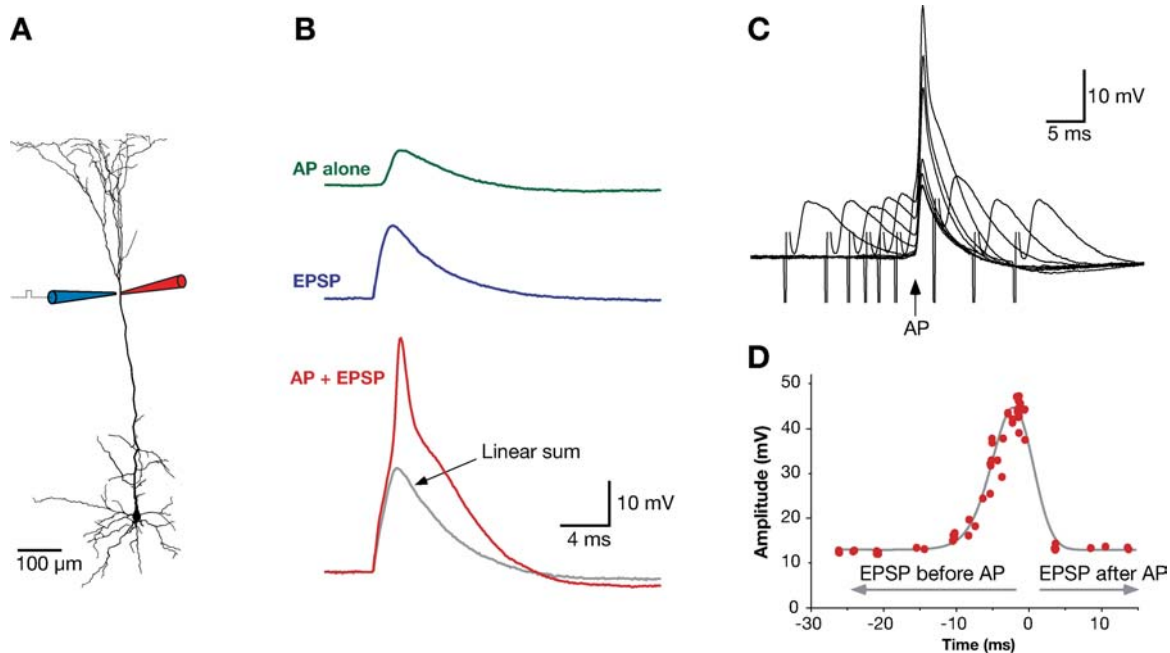 A
100 µm
B
AP alone
EPSP
AP + EPSP
Linear sum
10 mV
4 ms
C
10 mV
5 ms
AP
D
50
40
30
20
10
0
Amplitude (mV)
EPSP before AP
EPSP after AP
-30
-20
-10
0
10
Time (ms)